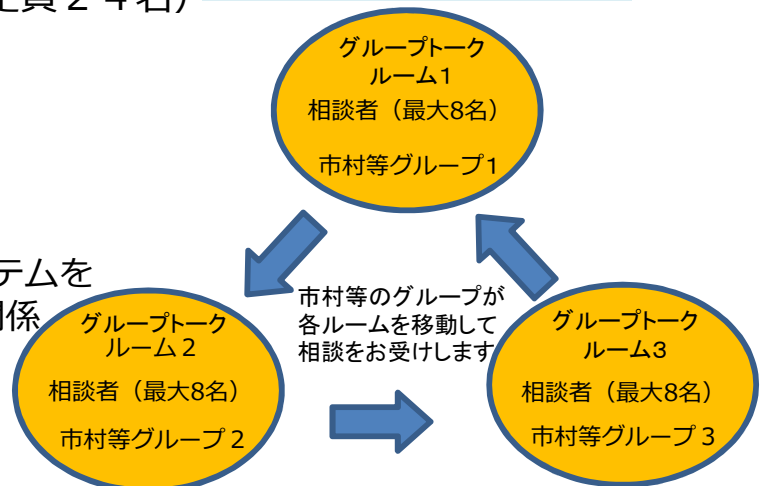 定員２４名）
グループトーク
ルーム1
相談者（最大8名）
市村等グループ1
テムを
係
市村等のグループが
各ルームを移動して
相談をお受けします
グループトーク
ルーム２
相談者（最大8名）
市村等グループ２
グループトーク
ルーム3
相談者（最大8名）
市村等グループ３